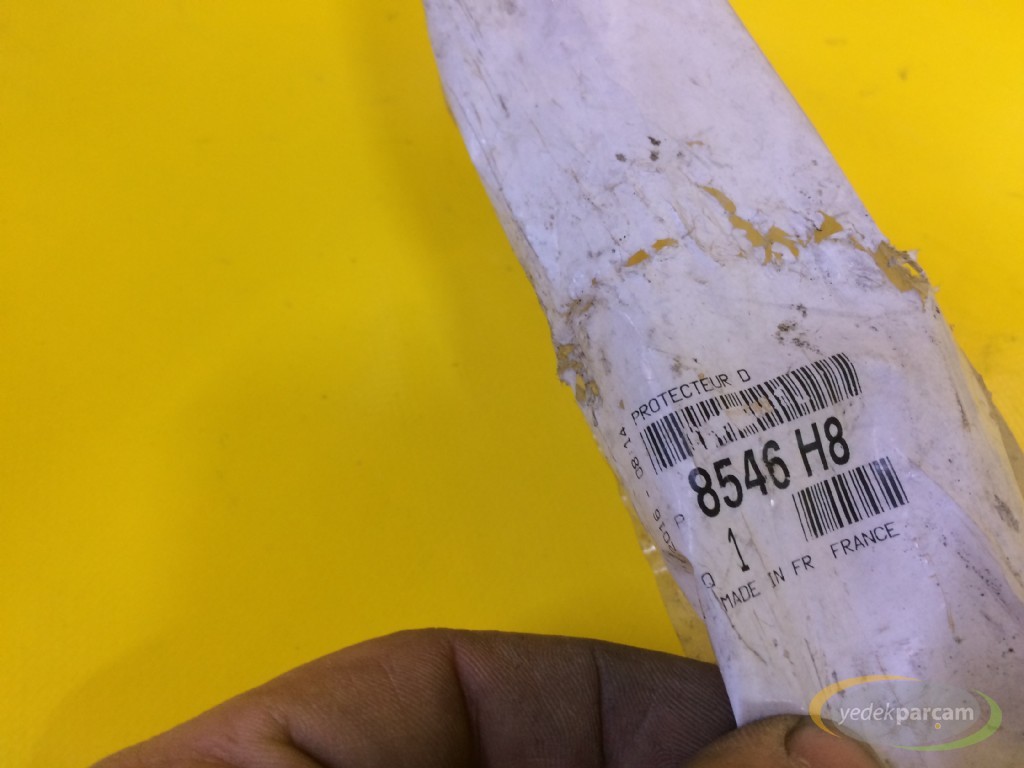 PROTECTEUR D
P 8546 H8
Q 1
MADE IN FR FRANCE
yedekparcam